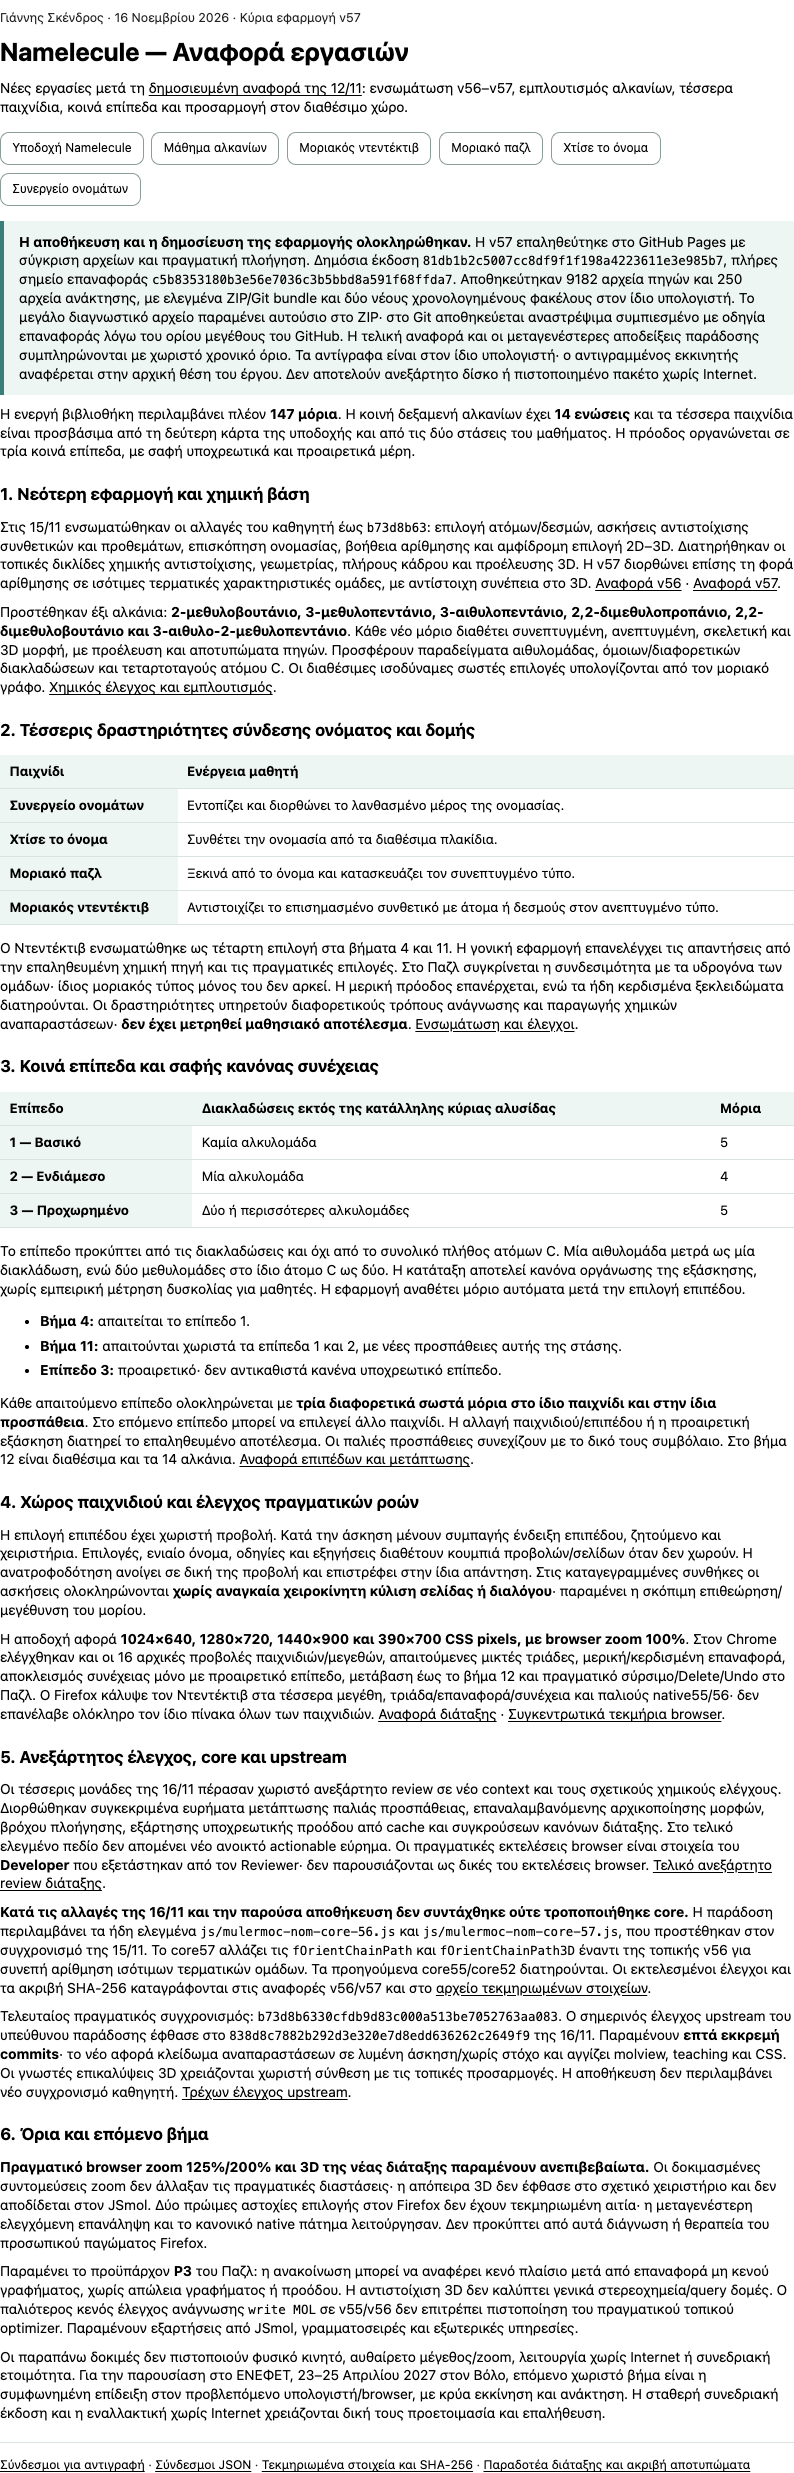 Γιάννης Σκένδρος · 16 Νοεμβρίου 2026 · Κύρια εφαρμογή v57
Namelecule — Αναφορά εργασιών
Νέες εργασίες μετά τη δημοσιευμένη αναφορά της 12/11: ενσωμάτωση v56–v57, εμπλουτισμός αλκανίων, τέσσερα
παιχνίδια, κοινά επίπεδα και προσαρμογή στον διαθέσιμο χώρο.
Υποδοχή Namelecule
Μάθημα αλκανίων
Μοριακός ντεντέκτιβ
Μοριακό παζλ
Χτίσε το όνομα
Συνεργείο ονομάτων
Η αποθήκευση και η δημοσίευση της εφαρμογής ολοκληρώθηκαν. Η v57 επαληθεύτηκε στο GitHub Pages με
σύγκριση αρχείων και πραγματική πλοήγηση. Δημόσια έκδοση 81db1b2c5007cc8df9f1f198a4223611e3e985b7, πλήρες
σημείο επαναφοράς c5b8353180b3e56e7036c3b5bbd8a591f68ffda7. Αποθηκεύτηκαν 9182 αρχεία πηγών και 250
αρχεία ανάκτησης, με ελεγμένα ZIP/Git bundle και δύο νέους χρονολογημένους φακέλους στον ίδιο υπολογιστή. Το
μεγάλο διαγνωστικό αρχείο παραμένει αυτούσιο στο ZIP· στο Git αποθηκεύεται αναστρέψιμα συμπιεσμένο με οδηγία
επαναφοράς λόγω του ορίου μεγέθους του GitHub. Η τελική αναφορά και οι μεταγενέστερες αποδείξεις παράδοσης
συμπληρώνονται με χωριστό χρονικό όριο. Τα αντίγραφα είναι στον ίδιο υπολογιστή· ο αντιγραμμένος εκκινητής
αναφέρεται στην αρχική θέση του έργου. Δεν αποτελούν ανεξάρτητο δίσκο ή πιστοποιημένο πακέτο χωρίς Internet.
Η ενεργή βιβλιοθήκη περιλαμβάνει πλέον 147 μόρια. Η κοινή δεξαμενή αλκανίων έχει 14 ενώσεις και τα τέσσερα παιχνίδια
είναι προσβάσιμα από τη δεύτερη κάρτα της υποδοχής και από τις δύο στάσεις του μαθήματος. Η πρόοδος οργανώνεται σε
τρία κοινά επίπεδα, με σαφή υποχρεωτικά και προαιρετικά μέρη.
1. Νεότερη εφαρμογή και χημική βάση
Στις 15/11 ενσωματώθηκαν οι αλλαγές του καθηγητή έως b73d8b63: επιλογή ατόμων/δεσμών, ασκήσεις αντιστοίχισης
συνθετικών και προθεμάτων, επισκόπηση ονομασίας, βοήθεια αρίθμησης και αμφίδρομη επιλογή 2D–3D. Διατηρήθηκαν οι
τοπικές δικλίδες χημικής αντιστοίχισης, γεωμετρίας, πλήρους κάδρου και προέλευσης 3D. Η v57 διορθώνει επίσης τη φορά
αρίθμησης σε ισότιμες τερματικές χαρακτηριστικές ομάδες, με αντίστοιχη συνέπεια στο 3D. Αναφορά v56 · Αναφορά v57.
Προστέθηκαν έξι αλκάνια: 2-μεθυλοβουτάνιο, 3-μεθυλοπεντάνιο, 3-αιθυλοπεντάνιο, 2,2-διμεθυλοπροπάνιο, 2,2-
διμεθυλοβουτάνιο και 3-αιθυλο-2-μεθυλοπεντάνιο. Κάθε νέο μόριο διαθέτει συνεπτυγμένη, ανεπτυγμένη, σκελετική και
3D μορφή, με προέλευση και αποτυπώματα πηγών. Προσφέρουν παραδείγματα αιθυλομάδας, όμοιων/διαφορετικών
διακλαδώσεων και τεταρτοταγούς ατόμου C. Οι διαθέσιμες ισοδύναμες σωστές επιλογές υπολογίζονται από τον μοριακό
γράφο. Χημικός έλεγχος και εμπλουτισμός.
2. Τέσσερις δραστηριότητες σύνδεσης ονόματος και δομής
Παιχνίδι Ενέργεια μαθητή
Συνεργείο ονομάτων Εντοπίζει και διορθώνει το λανθασμένο μέρος της ονομασίας.
Χτίσε το όνομα Συνθέτει την ονομασία από τα διαθέσιμα πλακίδια.
Μοριακό παζλ Ξεκινά από το όνομα και κατασκευάζει τον συνεπτυγμένο τύπο.
Μοριακός ντεντέκτιβ Αντιστοιχίζει το επισημασμένο συνθετικό με άτομα ή δεσμούς στον ανεπτυγμένο τύπο.
Ο Ντεντέκτιβ ενσωματώθηκε ως τέταρτη επιλογή στα βήματα 4 και 11. Η γονική εφαρμογή επανελέγχει τις απαντήσεις από
την επαληθευμένη χημική πηγή και τις πραγματικές επιλογές. Στο Παζλ συγκρίνεται η συνδεσιμότητα με τα υδρογόνα των
ομάδων· ίδιος μοριακός τύπος μόνος του δεν αρκεί. Η μερική πρόοδος επανέρχεται, ενώ τα ήδη κερδισμένα ξεκλειδώματα
διατηρούνται. Οι δραστηριότητες υπηρετούν διαφορετικούς τρόπους ανάγνωσης και παραγωγής χημικών
αναπαραστάσεων· δεν έχει μετρηθεί μαθησιακό αποτέλεσμα. Ενσωμάτωση και έλεγχοι.
3. Κοινά επίπεδα και σαφής κανόνας συνέχειας
Επίπεδο Διακλαδώσεις εκτός της κατάλληλης κύριας αλυσίδας Μόρια
1 — Βασικό Καμία αλκυλομάδα 5
2 — Ενδιάμεσο Μία αλκυλομάδα 4
3 — Προχωρημένο Δύο ή περισσότερες αλκυλομάδες 5
Το επίπεδο προκύπτει από τις διακλαδώσεις και όχι από το συνολικό πλήθος ατόμων C. Μία αιθυλομάδα μετρά ως μία
διακλάδωση, ενώ δύο μεθυλομάδες στο ίδιο άτομο C ως δύο. Η κατάταξη αποτελεί κανόνα οργάνωσης της εξάσκησης,
χωρίς εμπειρική μέτρηση δυσκολίας για μαθητές. Η εφαρμογή αναθέτει μόριο αυτόματα μετά την επιλογή επιπέδου.
• Βήμα 4: απαιτείται το επίπεδο 1.
• Βήμα 11: απαιτούνται χωριστά τα επίπεδα 1 και 2, με νέες προσπάθειες αυτής της στάσης.
• Επίπεδο 3: προαιρετικό· δεν αντικαθιστά κανένα υποχρεωτικό επίπεδο.
Κάθε απαιτούμενο επίπεδο ολοκληρώνεται με τρία διαφορετικά σωστά μόρια στο ίδιο παιχνίδι και στην ίδια
προσπάθεια. Στο επόμενο επίπεδο μπορεί να επιλεγεί άλλο παιχνίδι. Η αλλαγή παιχνιδιού/επιπέδου ή η προαιρετική
εξάσκηση διατηρεί το επαληθευμένο αποτέλεσμα. Οι παλιές προσπάθειες συνεχίζουν με το δικό τους συμβόλαιο. Στο βήμα
12 είναι διαθέσιμα και τα 14 αλκάνια. Αναφορά επιπέδων και μετάπτωσης.
4. Χώρος παιχνιδιού και έλεγχος πραγματικών ροών
Η επιλογή επιπέδου έχει χωριστή προβολή. Κατά την άσκηση μένουν συμπαγής ένδειξη επιπέδου, ζητούμενο και
χειριστήρια. Επιλογές, ενιαίο όνομα, οδηγίες και εξηγήσεις διαθέτουν κουμπιά προβολών/σελίδων όταν δεν χωρούν. Η
ανατροφοδότηση ανοίγει σε δική της προβολή και επιστρέφει στην ίδια απάντηση. Στις καταγεγραμμένες συνθήκες οι
ασκήσεις ολοκληρώνονται χωρίς αναγκαία χειροκίνητη κύλιση σελίδας ή διαλόγου· παραμένει η σκόπιμη επιθεώρηση/
μεγέθυνση του μορίου.
Η αποδοχή αφορά 1024×640, 1280×720, 1440×900 και 390×700 CSS pixels, με browser zoom 100%. Στον Chrome
ελέγχθηκαν και οι 16 αρχικές προβολές παιχνιδιών/μεγεθών, απαιτούμενες μικτές τριάδες, μερική/κερδισμένη επαναφορά,
αποκλεισμός συνέχειας μόνο με προαιρετικό επίπεδο, μετάβαση έως το βήμα 12 και πραγματικό σύρσιμο/Delete/Undo στο
Παζλ. Ο Firefox κάλυψε τον Ντεντέκτιβ στα τέσσερα μεγέθη, τριάδα/επαναφορά/συνέχεια και παλιούς native55/56· δεν
επανέλαβε ολόκληρο τον ίδιο πίνακα όλων των παιχνιδιών. Αναφορά διάταξης · Συγκεντρωτικά τεκμήρια browser.
5. Ανεξάρτητος έλεγχος, core και upstream
Οι τέσσερις μονάδες της 16/11 πέρασαν χωριστό ανεξάρτητο review σε νέο context και τους σχετικούς χημικούς ελέγχους.
Διορθώθηκαν συγκεκριμένα ευρήματα μετάπτωσης παλιάς προσπάθειας, επαναλαμβανόμενης αρχικοποίησης μορφών,
βρόχου πλοήγησης, εξάρτησης υποχρεωτικής προόδου από cache και συγκρούσεων κανόνων διάταξης. Στο τελικό
ελεγμένο πεδίο δεν απομένει νέο ανοικτό actionable εύρημα. Οι πραγματικές εκτελέσεις browser είναι στοιχεία του
Developer που εξετάστηκαν από τον Reviewer· δεν παρουσιάζονται ως δικές του εκτελέσεις browser. Τελικό ανεξάρτητο
review διάταξης.
Κατά τις αλλαγές της 16/11 και την παρούσα αποθήκευση δεν συντάχθηκε ούτε τροποποιήθηκε core. Η παράδοση
περιλαμβάνει τα ήδη ελεγμένα js/mulermoc-nom-core-56.js και js/mulermoc-nom-core-57.js, που προστέθηκαν στον
συγχρονισμό της 15/11. Το core57 αλλάζει τις fOrientChainPath και fOrientChainPath3D έναντι της τοπικής v56 για
συνεπή αρίθμηση ισότιμων τερματικών ομάδων. Τα προηγούμενα core55/core52 διατηρούνται. Οι εκτελεσμένοι έλεγχοι και
τα ακριβή SHA-256 καταγράφονται στις αναφορές v56/v57 και στο αρχείο τεκμηριωμένων στοιχείων.
Τελευταίος πραγματικός συγχρονισμός: b73d8b6330cfdb9d83c000a513be7052763aa083. Ο σημερινός έλεγχος upstream του
υπεύθυνου παράδοσης έφθασε στο 838d8c7882b292d3e320e7d8edd636262c2649f9 της 16/11. Παραμένουν επτά εκκρεμή
commits· το νέο αφορά κλείδωμα αναπαραστάσεων σε λυμένη άσκηση/χωρίς στόχο και αγγίζει molview, teaching και CSS.
Οι γνωστές επικαλύψεις 3D χρειάζονται χωριστή σύνθεση με τις τοπικές προσαρμογές. Η αποθήκευση δεν περιλαμβάνει
νέο συγχρονισμό καθηγητή. Τρέχων έλεγχος upstream.
6. Όρια και επόμενο βήμα
Πραγματικό browser zoom 125%/200% και 3D της νέας διάταξης παραμένουν ανεπιβεβαίωτα. Οι δοκιμασμένες
συντομεύσεις zoom δεν άλλαξαν τις πραγματικές διαστάσεις· η απόπειρα 3D δεν έφθασε στο σχετικό χειριστήριο και δεν
αποδίδεται στον JSmol. Δύο πρώιμες αστοχίες επιλογής στον Firefox δεν έχουν τεκμηριωμένη αιτία· η μεταγενέστερη
ελεγχόμενη επανάληψη και το κανονικό native πάτημα λειτούργησαν. Δεν προκύπτει από αυτά διάγνωση ή θεραπεία του
προσωπικού παγώματος Firefox.
Παραμένει το προϋπάρχον P3 του Παζλ: η ανακοίνωση μπορεί να αναφέρει κενό πλαίσιο μετά από επαναφορά μη κενού
γραφήματος, χωρίς απώλεια γραφήματος ή προόδου. Η αντιστοίχιση 3D δεν καλύπτει γενικά στερεοχημεία/query δομές. Ο
παλιότερος κενός έλεγχος ανάγνωσης write MOL σε v55/v56 δεν επιτρέπει πιστοποίηση του πραγματικού τοπικού
optimizer. Παραμένουν εξαρτήσεις από JSmol, γραμματοσειρές και εξωτερικές υπηρεσίες.
Οι παραπάνω δοκιμές δεν πιστοποιούν φυσικό κινητό, αυθαίρετο μέγεθος/zoom, λειτουργία χωρίς Internet ή συνεδριακή
ετοιμότητα. Για την παρουσίαση στο ΕΝΕΦΕΤ, 23–25 Απριλίου 2027 στον Βόλο, επόμενο χωριστό βήμα είναι η
συμφωνημένη επίδειξη στον προβλεπόμενο υπολογιστή/browser, με κρύα εκκίνηση και ανάκτηση. Η σταθερή συνεδριακή
έκδοση και η εναλλακτική χωρίς Internet χρειάζονται δική τους προετοιμασία και επαλήθευση.
Σύνδεσμοι για αντιγραφή · Σύνδεσμοι JSON · Τεκμηριωμένα στοιχεία και SHA-256 · Παραδοτέα διάταξης και ακριβή αποτυπώματα